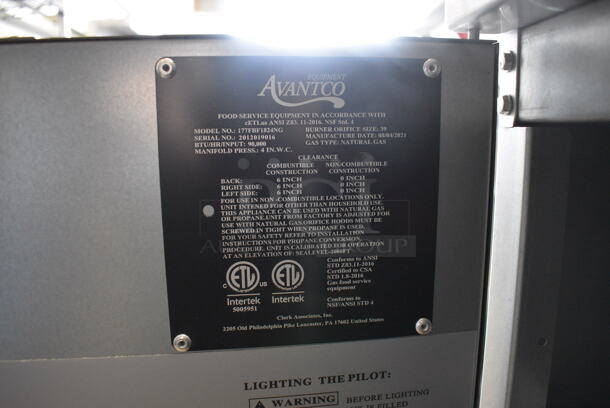 EQUIPMENT
AVANTCO
FOOD SERVICE EQUIPMENT IN ACCORDANCE WITH
cETLus ANSI Z83. 11-2016. NSF Std. 4
MODEL NO.: 177FBF1824NG BURNER ORIFICE SIZE: 39
SERIAL NO.: 2012019016 MANUFACTURE DATE: 08/04/2021
BTU/HR/INPUT: 90,000 GAS TYPE: NATURAL GAS
MANIFOLD PRESS.: 4 IN.W.C.
CLEARANCE
COMBUSTIBLE NON-COMBUSTIBLE
CONSTRUCTION CONSTRUCTION
BACK: 6 INCH 0 INCH
RIGHT SIDE: 6 INCH 0 INCH
LEFT SIDE: 6 INCH 0 INCH
FOR USE IN NON-COMBUSTIBLE LOCATIONS ONLY.
UNIT INTENDED FOR OTHER THAN HOUSEHOLD USE.
THIS APPLIANCE CAN BE USED WITH NATURAL GAS
OR PROPANE.UNIT FROM FACTORY IS ADJUSTED FOR
USE WITH NATURAL GAS.ORIFICE HOODS MUST BE
SCREWED IN TIGHT WHEN PROPANE IS USED.
FOR YOUR SAFETY REFER TO INSTALLATION
INSTRUCTIONS FOR PROPANE CONVERSION
PROCEDURE. UNIT IS CALIBRATED FOR OPERATION
AT AN ELEVATION OF: SEALEVEL-2000FT
Conforms to ANSI
STD Z83.11-2016
Certified to CSA
STD 1.8-2016
Gas food service
equipment
Conforms to
NSF/ANSI STD 4
C ETL US ETL
Intertek Intertek
5005951
Clark Associates, Inc.
2205 Old Philadelphia Pike Lancaster, PA 17602 United States
LIGHTING THE PILOT:
WARNING BEFORE LIGHTING
IS FILLED